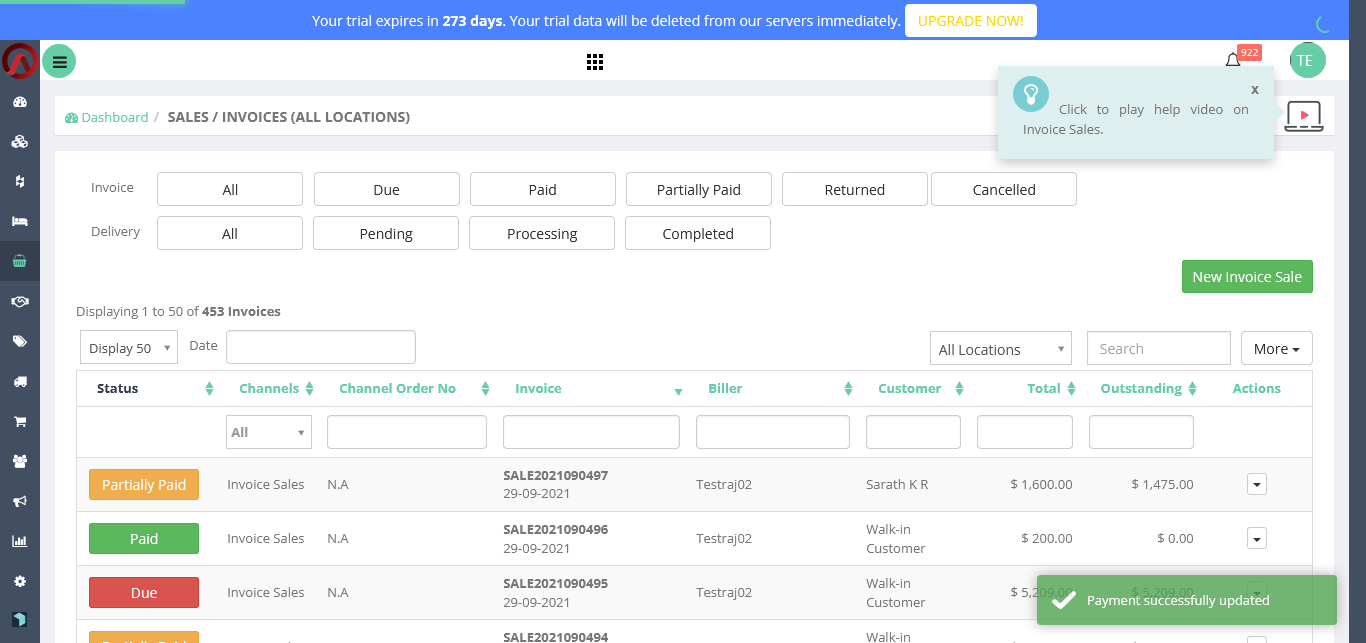 Your trial expires in 273 days. Your trial data will be deleted from our servers immediately. UPGRADE NOW!
922
TE
Dashboard / SALES / INVOICES (ALL LOCATIONS)
x
Click to play help video on
Invoice Sales.
Invoice All Due Paid Partially Paid Returned Cancelled
Delivery All Pending Processing Completed
New Invoice Sale
Displaying 1 to 50 of 453 Invoices
Display 50 Date All Locations Search More
Status Channels Channel Order No Invoice Biller Customer Total Outstanding Actions
All
Partially Paid Invoice Sales N.A SALE2021090497 Testraj02 Sarath K R $ 1,600.00 $ 1,475.00
29-09-2021
Paid Invoice Sales N.A SALE2021090496 Testraj02 Walk-in $ 200.00 $ 0.00
29-09-2021 Customer
Due Invoice Sales N.A SALE2021090495 Testraj02 Walk-in $ 5,209.00 $ 5,209.00
29-09-2021 Customer
Payment successfully updated
Partially Paid SALE2021090494 Walk-in